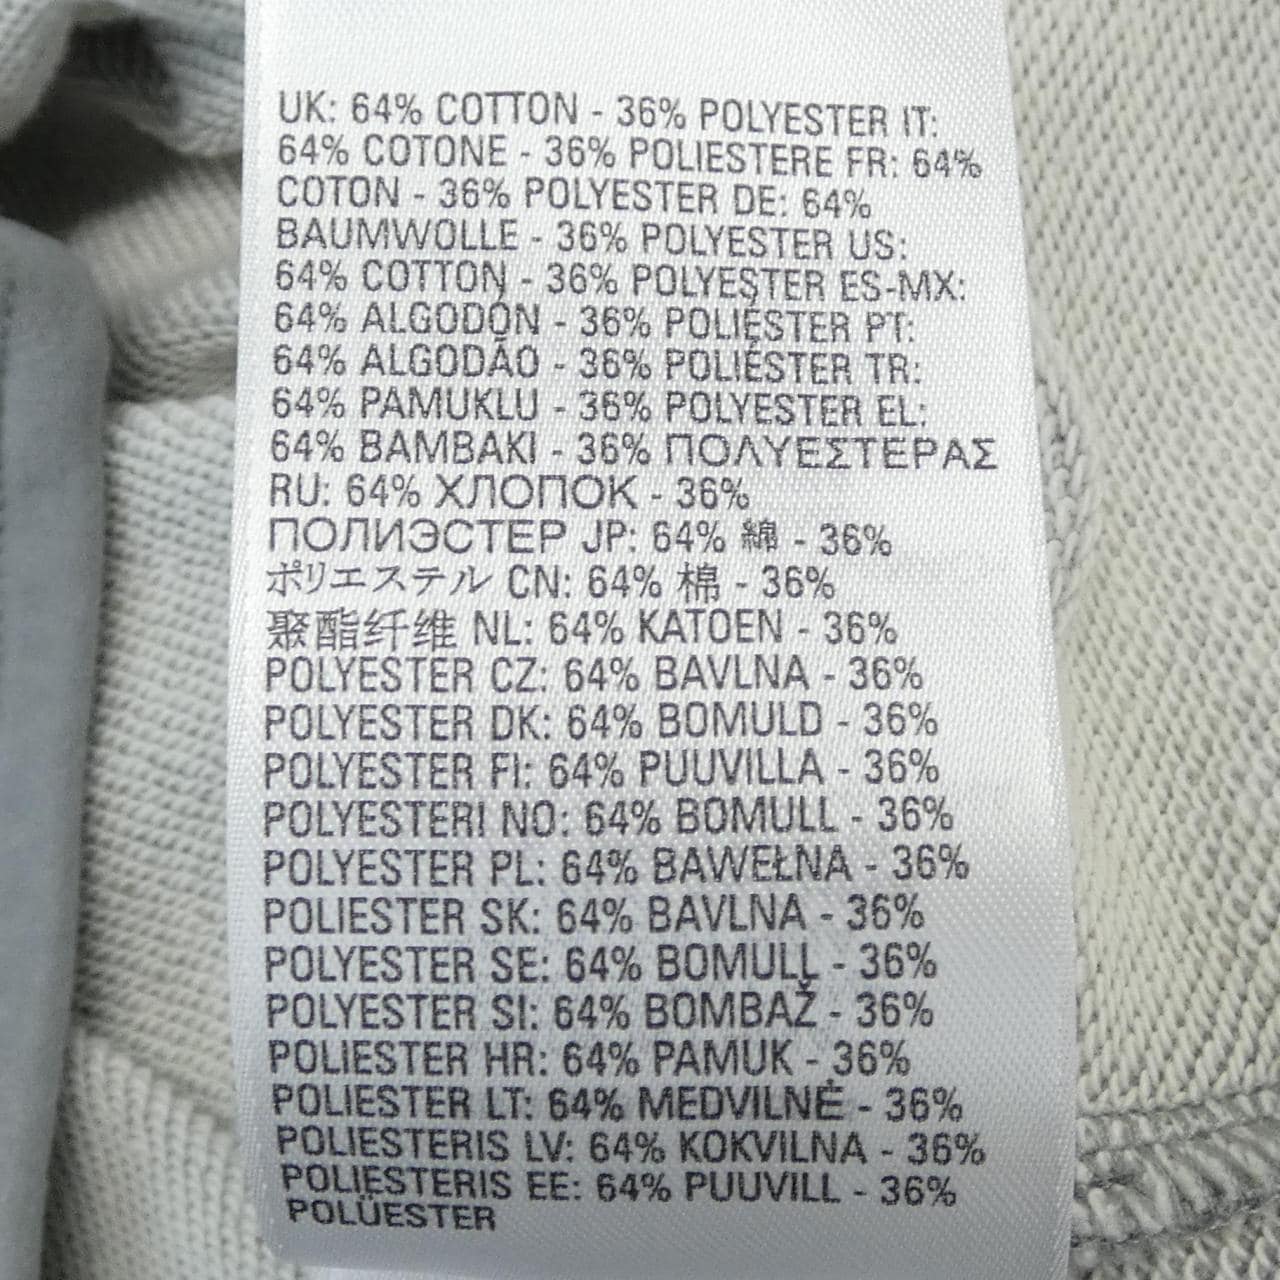 UK: 64% COTTON - 36% POLYESTER IT:
64% COTONE - 36% POLIESTERE FR: 64%
COTON - 36% POLYESTER DE: 64%
BAUMWOLLE - 36% POLYESTER US:
64% COTTON - 36% POLYESTER ES-MX:
64% ALGODÓN - 36% POLIÉSTER PT:
64% ALGODÃO - 36% POLIÉSTER TR:
64% PAMUKLU - 36% POLYESTER EL:
64% ΒΑΜΒΑΚΙ - 36% ΠΟΛΥΕΣΤΕΡΑΣ
RU: 64% ХЛОПОК - 36%
ПОЛИЭСТЕР JP: 64% 綿 - 36%
ポリエステル CN: 64% 棉 - 36%
聚酯纤维 NL: 64% KATOEN - 36%
POLYESTER CZ: 64% BAVLNA - 36%
POLYESTER DK: 64% BOMULD - 36%
POLYESTER FI: 64% PUUVILLA - 36%
POLYESTERI NO: 64% BOMULL - 36%
POLYESTER PL: 64% BAWEŁNA - 36%
POLIESTER SK: 64% BAVLNA - 36%
POLYESTER SE: 64% BOMULL - 36%
POLYESTER SI: 64% BOMBAŽ - 36%
POLIESTER HR: 64% PAMUK - 36%
POLIESTER LT: 64% MEDVILNĖ - 36%
POLIESTERIS LV: 64% KOKVILNA - 36%
POLIESTERIS EE: 64% PUUVILL - 36%
POLÜESTER